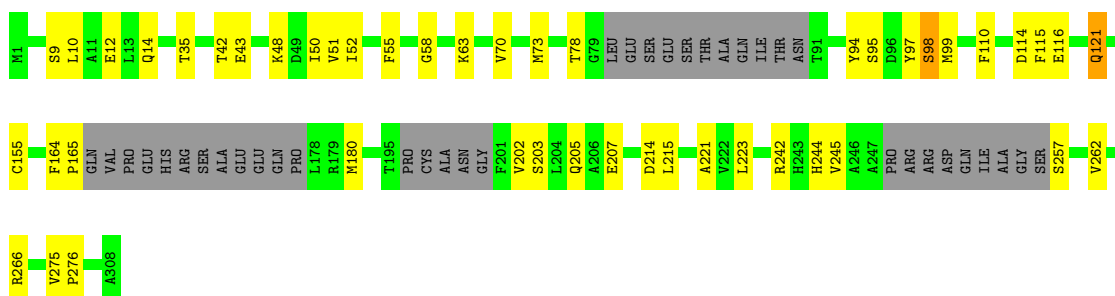 M1 S9 L10 A11 E12 L13 Q14 T35 T42 E43 K48 D49 I50 V51 I52 F55 G58 K63 V70 M73 T78 G79 LEU GLU SER GLU SER THR ALA GLN ILE THR ASN T91 Y94 S95 D96 Y97 S98 M99 F110 D114 F115 E116 Q121
C155 F164 P165 GLN VAL PRO GLU HIS ARG SER ALA GLU GLU GLN PRO L178 R179 M180 T195 PRO CYS ALA ASN GLY F201 V202 S203 L204 Q205 A206 E207 D214 L215 A221 V222 L223 R242 H243 H244 V245 A246 A247 PRO ARG ARG ASP GLN ILE ALA GLY SER S257 V262
R266 V275 P276 A308